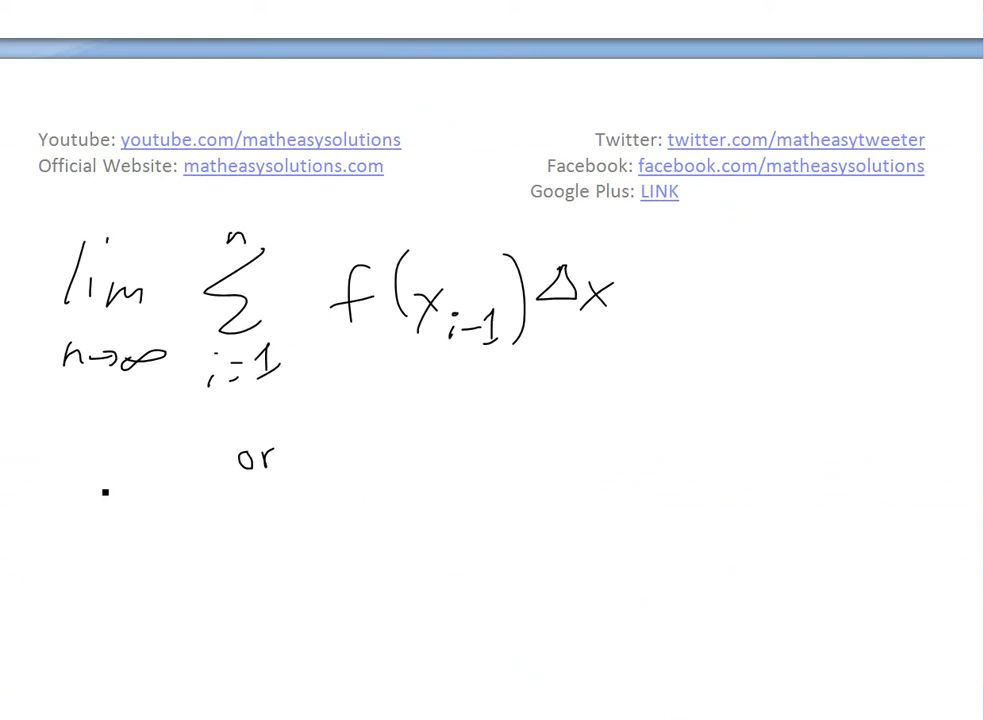 Youtube: youtube.com/matheasysolutions
Twitter: twitter.com/matheasytweeter
Official Website: matheasysolutions.com
Facebook: facebook.com/matheasysolutions
Google Plus: LINK
lim n→∞ n Σ i=1 f(x_{i-1}) Δx
or